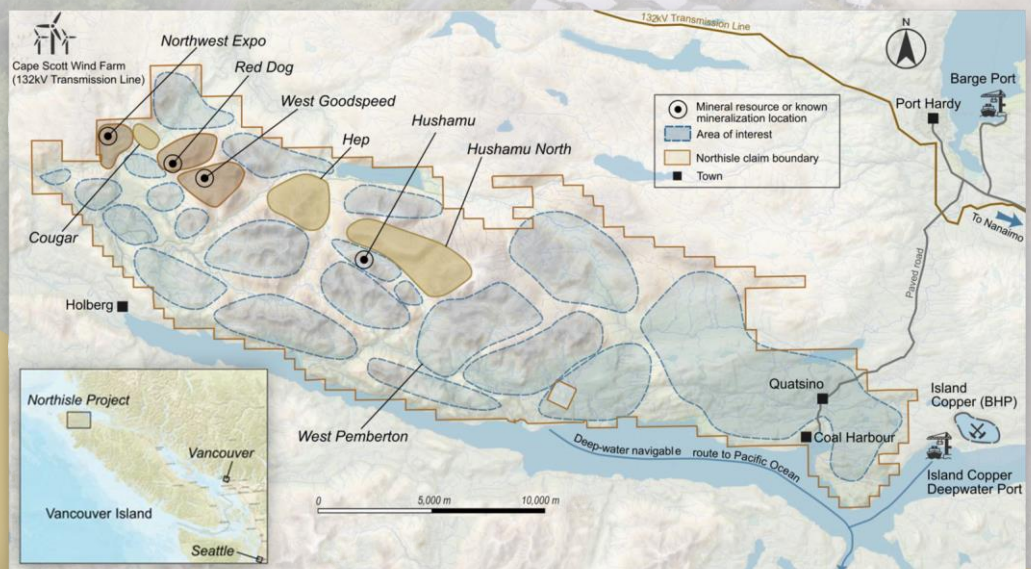 132kV Transmission Line
N
Cape Scott Wind Farm
(132kV Transmission Line)
Northwest Expo
Red Dog
West Goodspeed
Hep
Hushamu
Hushamu North
Cougar
Holberg
West Pemberton
Mineral resource or known
mineralization location
Area of interest
Northisle claim boundary
Town
Barge Port
Port Hardy
To Nanaimo
Paved road
Quatsino
Coal Harbour
Island
Copper (BHP)
Island Copper
Deepwater Port
Deep-water navigable route to Pacific Ocean
0
5,000 m
10,000 m
Northisle Project
Vancouver
Vancouver Island
Seattle